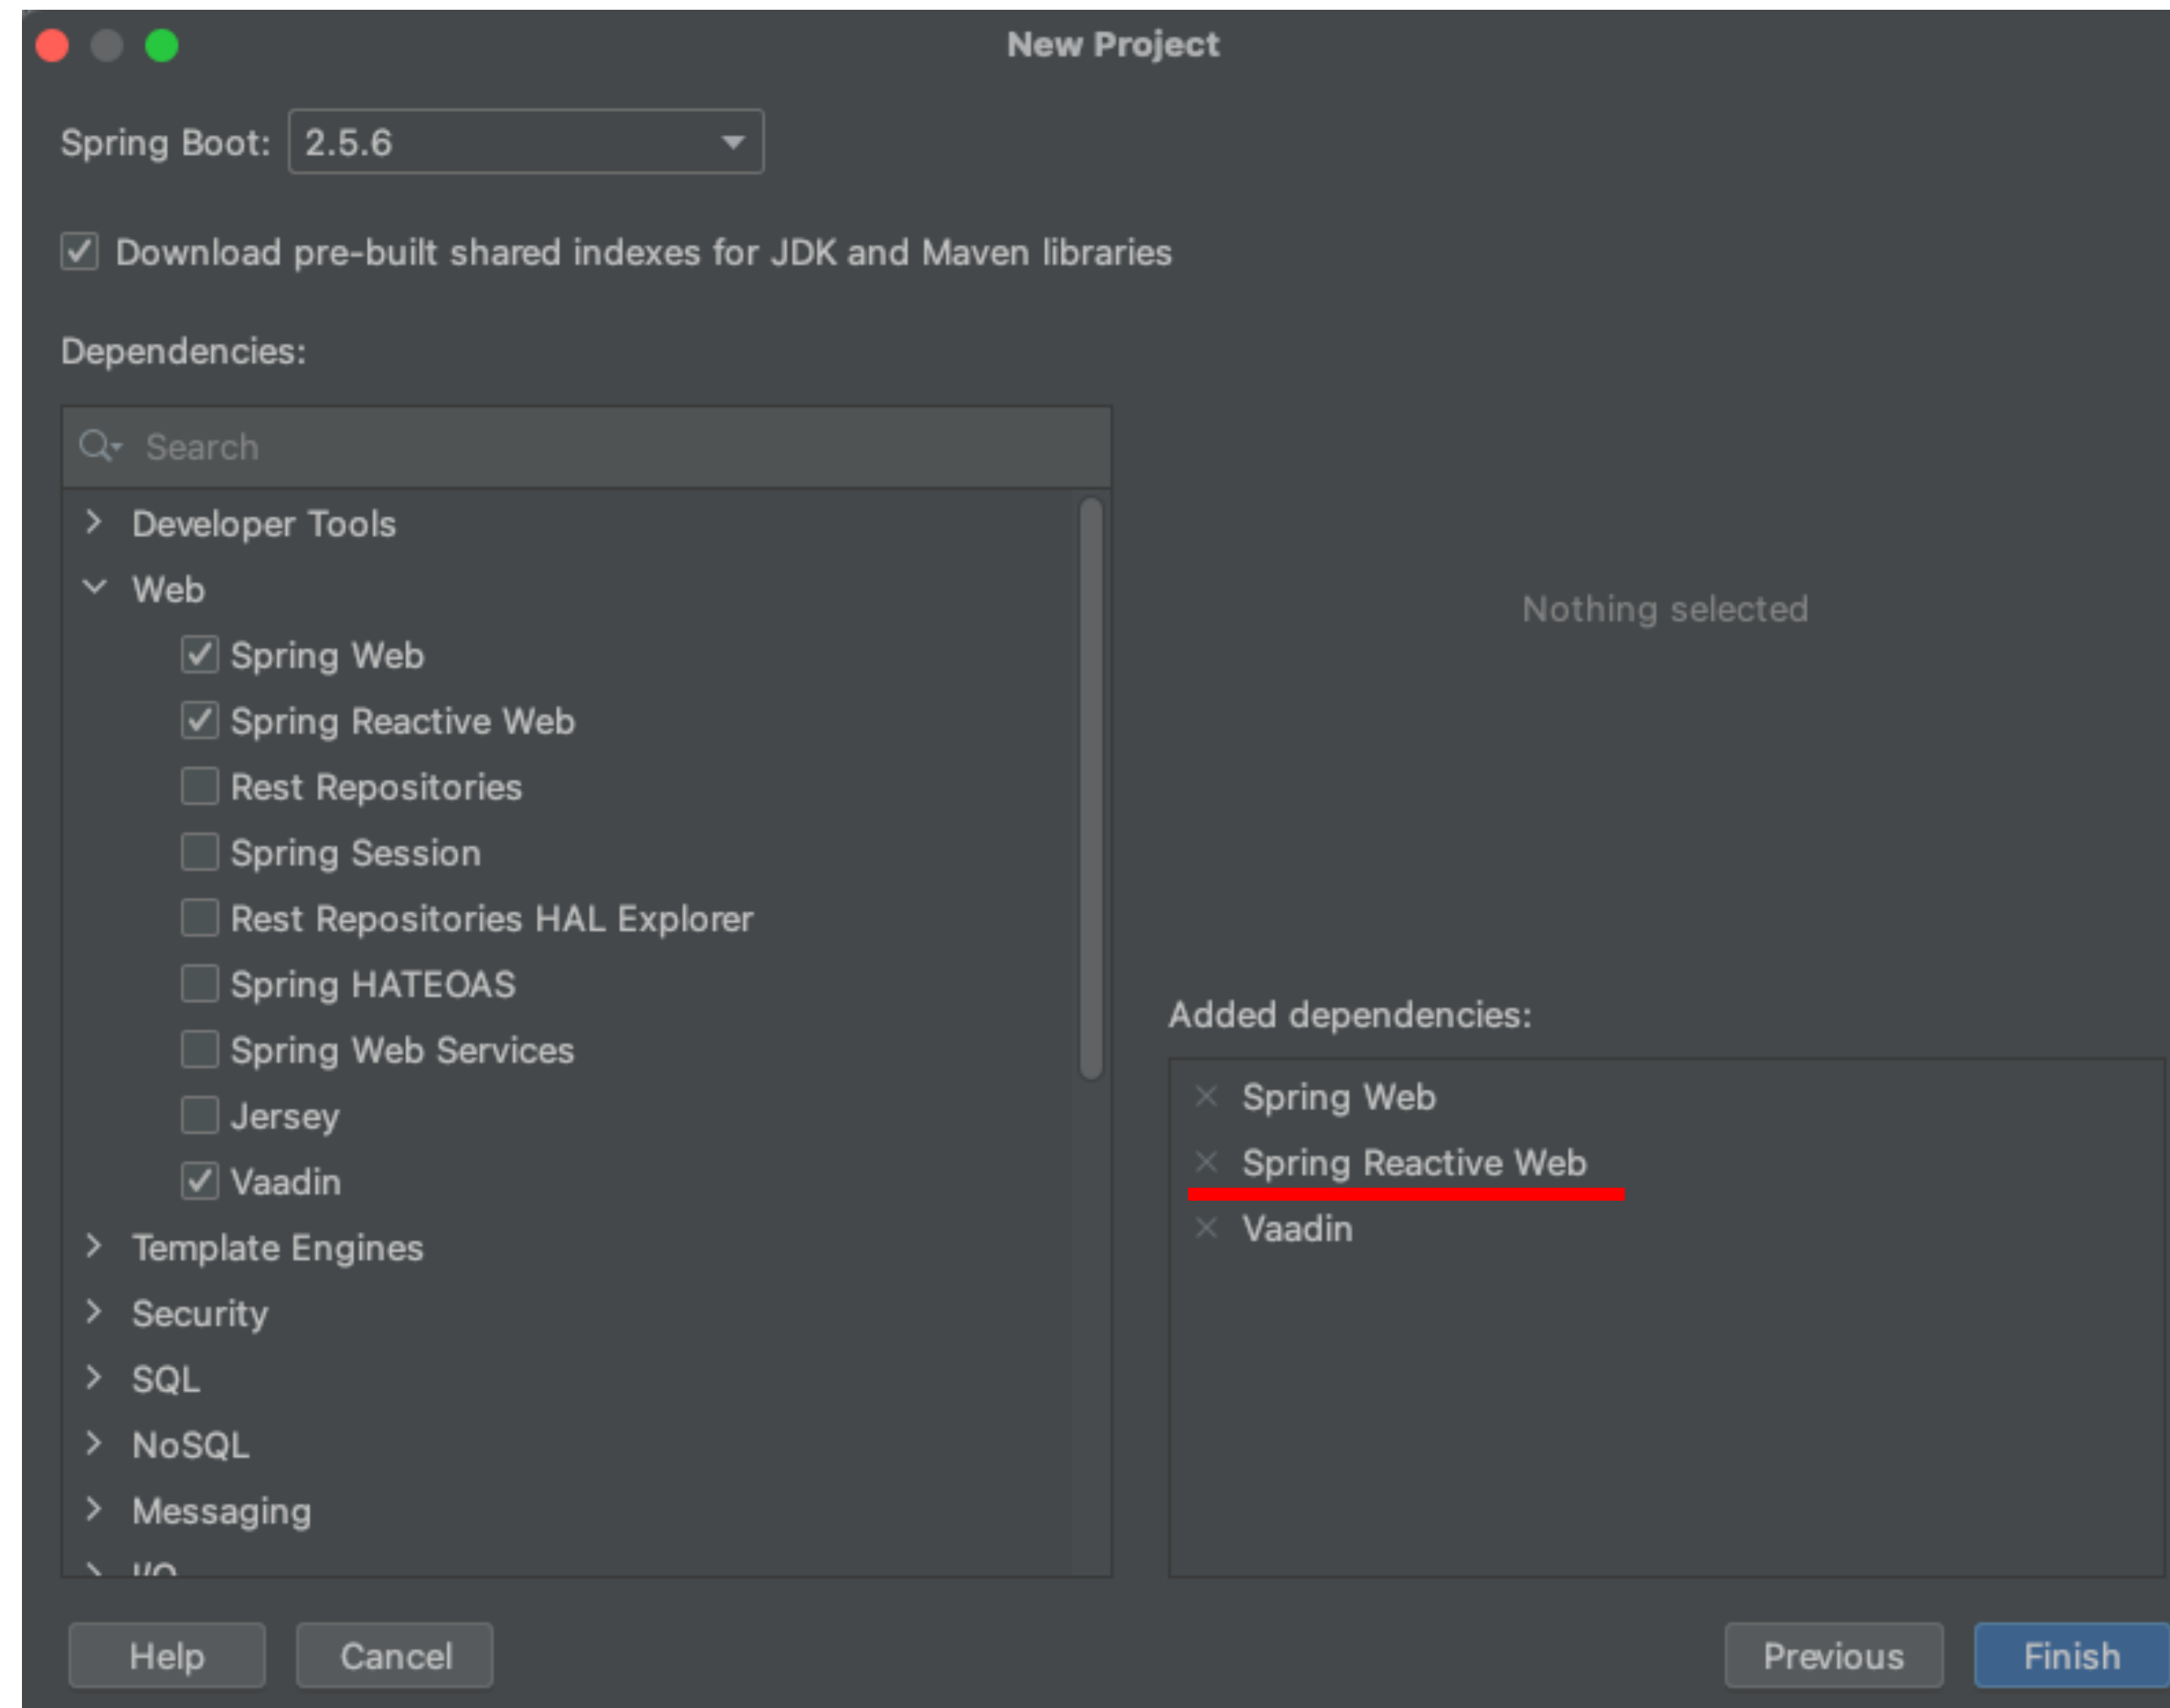 New Project
Spring Boot: 2.5.6
Download pre-built shared indexes for JDK and Maven libraries
Dependencies:
Search
Developer Tools
Web
Spring Web
Spring Reactive Web
Rest Repositories
Spring Session
Rest Repositories HAL Explorer
Spring HATEOAS
Spring Web Services
Jersey
Vaadin
Template Engines
Security
SQL
NoSQL
Messaging
I/O
Nothing selected
Added dependencies:
Spring Web
Spring Reactive Web
Vaadin
Help
Cancel
Previous
Finish